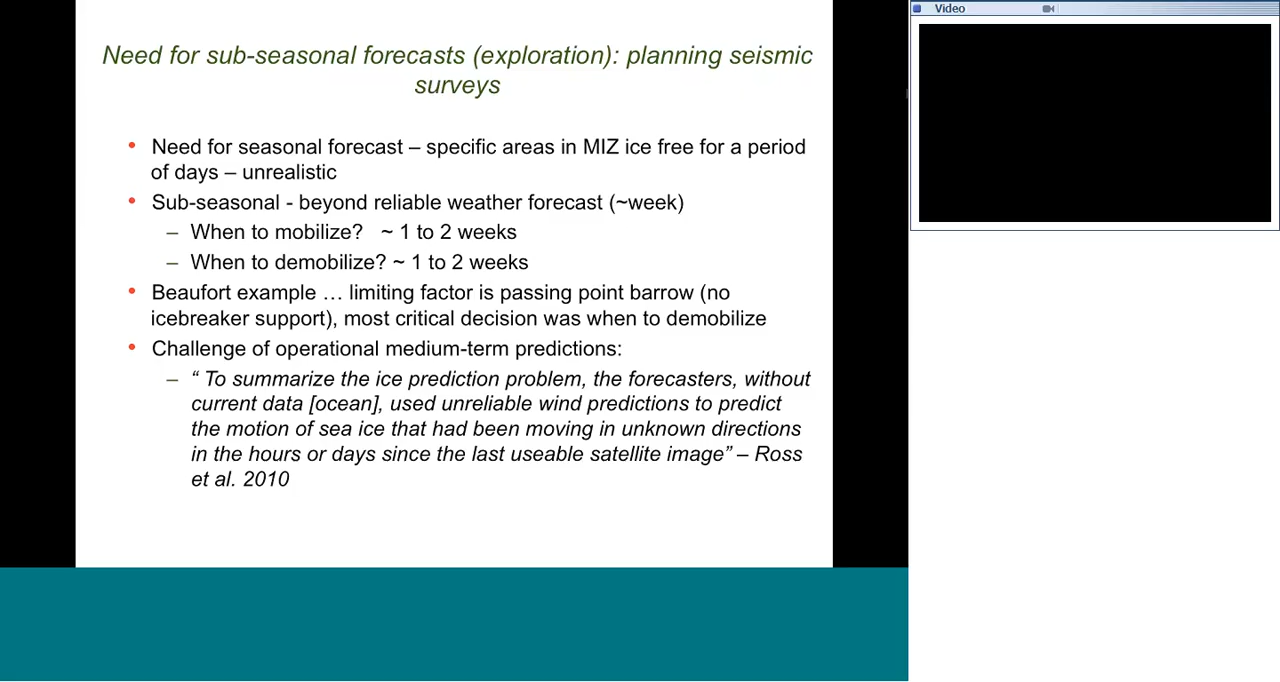 Video
Need for sub-seasonal forecasts (exploration): planning seismic
surveys
• Need for seasonal forecast – specific areas in MIZ ice free for a period
of days – unrealistic
• Sub-seasonal - beyond reliable weather forecast (~week)
– When to mobilize? ~ 1 to 2 weeks
– When to demobilize? ~ 1 to 2 weeks
• Beaufort example … limiting factor is passing point barrow (no
icebreaker support), most critical decision was when to demobilize
• Challenge of operational medium-term predictions:
– “ To summarize the ice prediction problem, the forecasters, without
current data [ocean], used unreliable wind predictions to predict
the motion of sea ice that had been moving in unknown directions
in the hours or days since the last useable satellite image” – Ross
et al. 2010